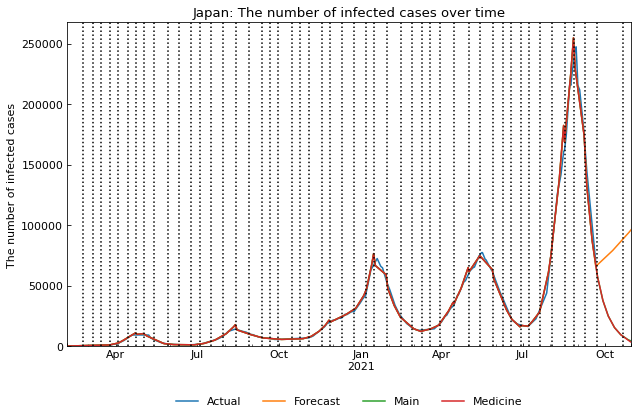 Japan: The number of infected cases over time
The number of infected cases
250000
200000
150000
100000
50000
0
Apr Jul Oct Jan Apr Jul Oct
2021
Actual Forecast Main Medicine